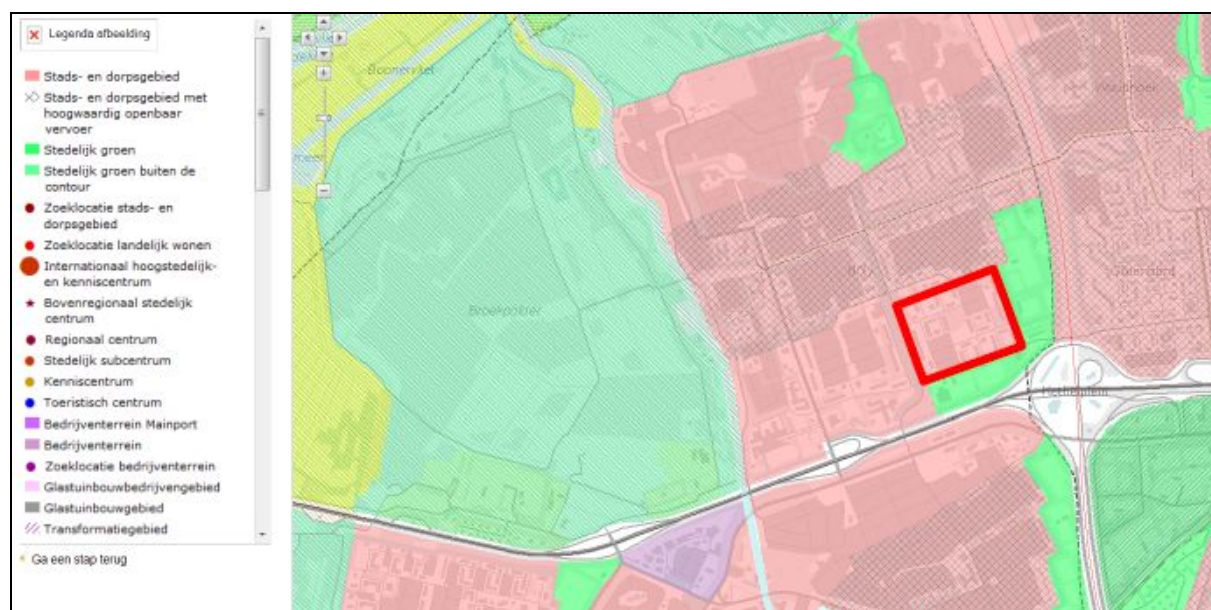 Legenda afbeelding
Stads- en dorpsgebied
Stads- en dorpsgebied met
hoogwaardig openbaar
vervoer
Stedelijk groen
Stedelijk groen buiten de
contour
Zoeklocatie stads- en
dorpsgebied
Zoeklocatie landelijk wonen
Internationaal hoogstedelijk-
en kenniscentrum
Bovenregionaal stedelijk
centrum
Regionaal centrum
Stedelijk subcentrum
Kenniscentrum
Toeristisch centrum
Bedrijventerrein Mainport
Bedrijventerrein
Zoeklocatie bedrijventerrein
Glastuinbouwbedrijvengebied
Glastuinbouwgebied
Transformatiegebied
Ga een stap terug
Broekpolder